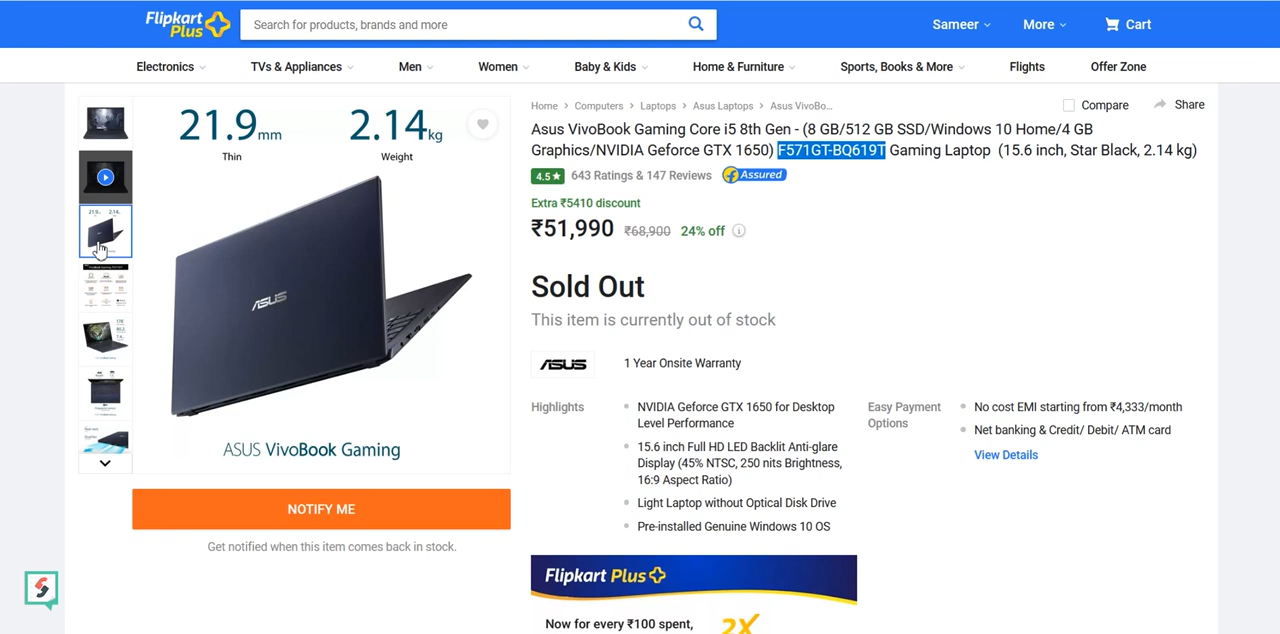 Flipkart
Plus
Search for products, brands and more
Sameer
More
Cart
Electronics
TVs & Appliances
Men
Women
Baby & Kids
Home & Furniture
Sports, Books & More
Flights
Offer Zone
21.9mm
Thin
2.14kg
Weight
ASUS
ASUS VivoBook Gaming
NOTIFY ME
Get notified when this item comes back in stock.
Home > Computers > Laptops > Asus Laptops > Asus VivoBo...
Compare
Share
Asus VivoBook Gaming Core i5 8th Gen - (8 GB/512 GB SSD/Windows 10 Home/4 GB
Graphics/NVIDIA Geforce GTX 1650) F571GT-BQ619T Gaming Laptop (15.6 inch, Star Black, 2.14 kg)
4.5★ 643 Ratings & 147 Reviews Assured
Extra ₹5410 discount
₹51,990 ₹68,900 24% off
Sold Out
This item is currently out of stock
ASUS
1 Year Onsite Warranty
Highlights
NVIDIA Geforce GTX 1650 for Desktop
Level Performance
15.6 inch Full HD LED Backlit Anti-glare
Display (45% NTSC, 250 nits Brightness,
16:9 Aspect Ratio)
Light Laptop without Optical Disk Drive
Pre-installed Genuine Windows 10 OS
Easy Payment
Options
No cost EMI starting from ₹4,333/month
Net banking & Credit/ Debit/ ATM card
View Details
Flipkart Plus
Now for every ₹100 spent,
2X